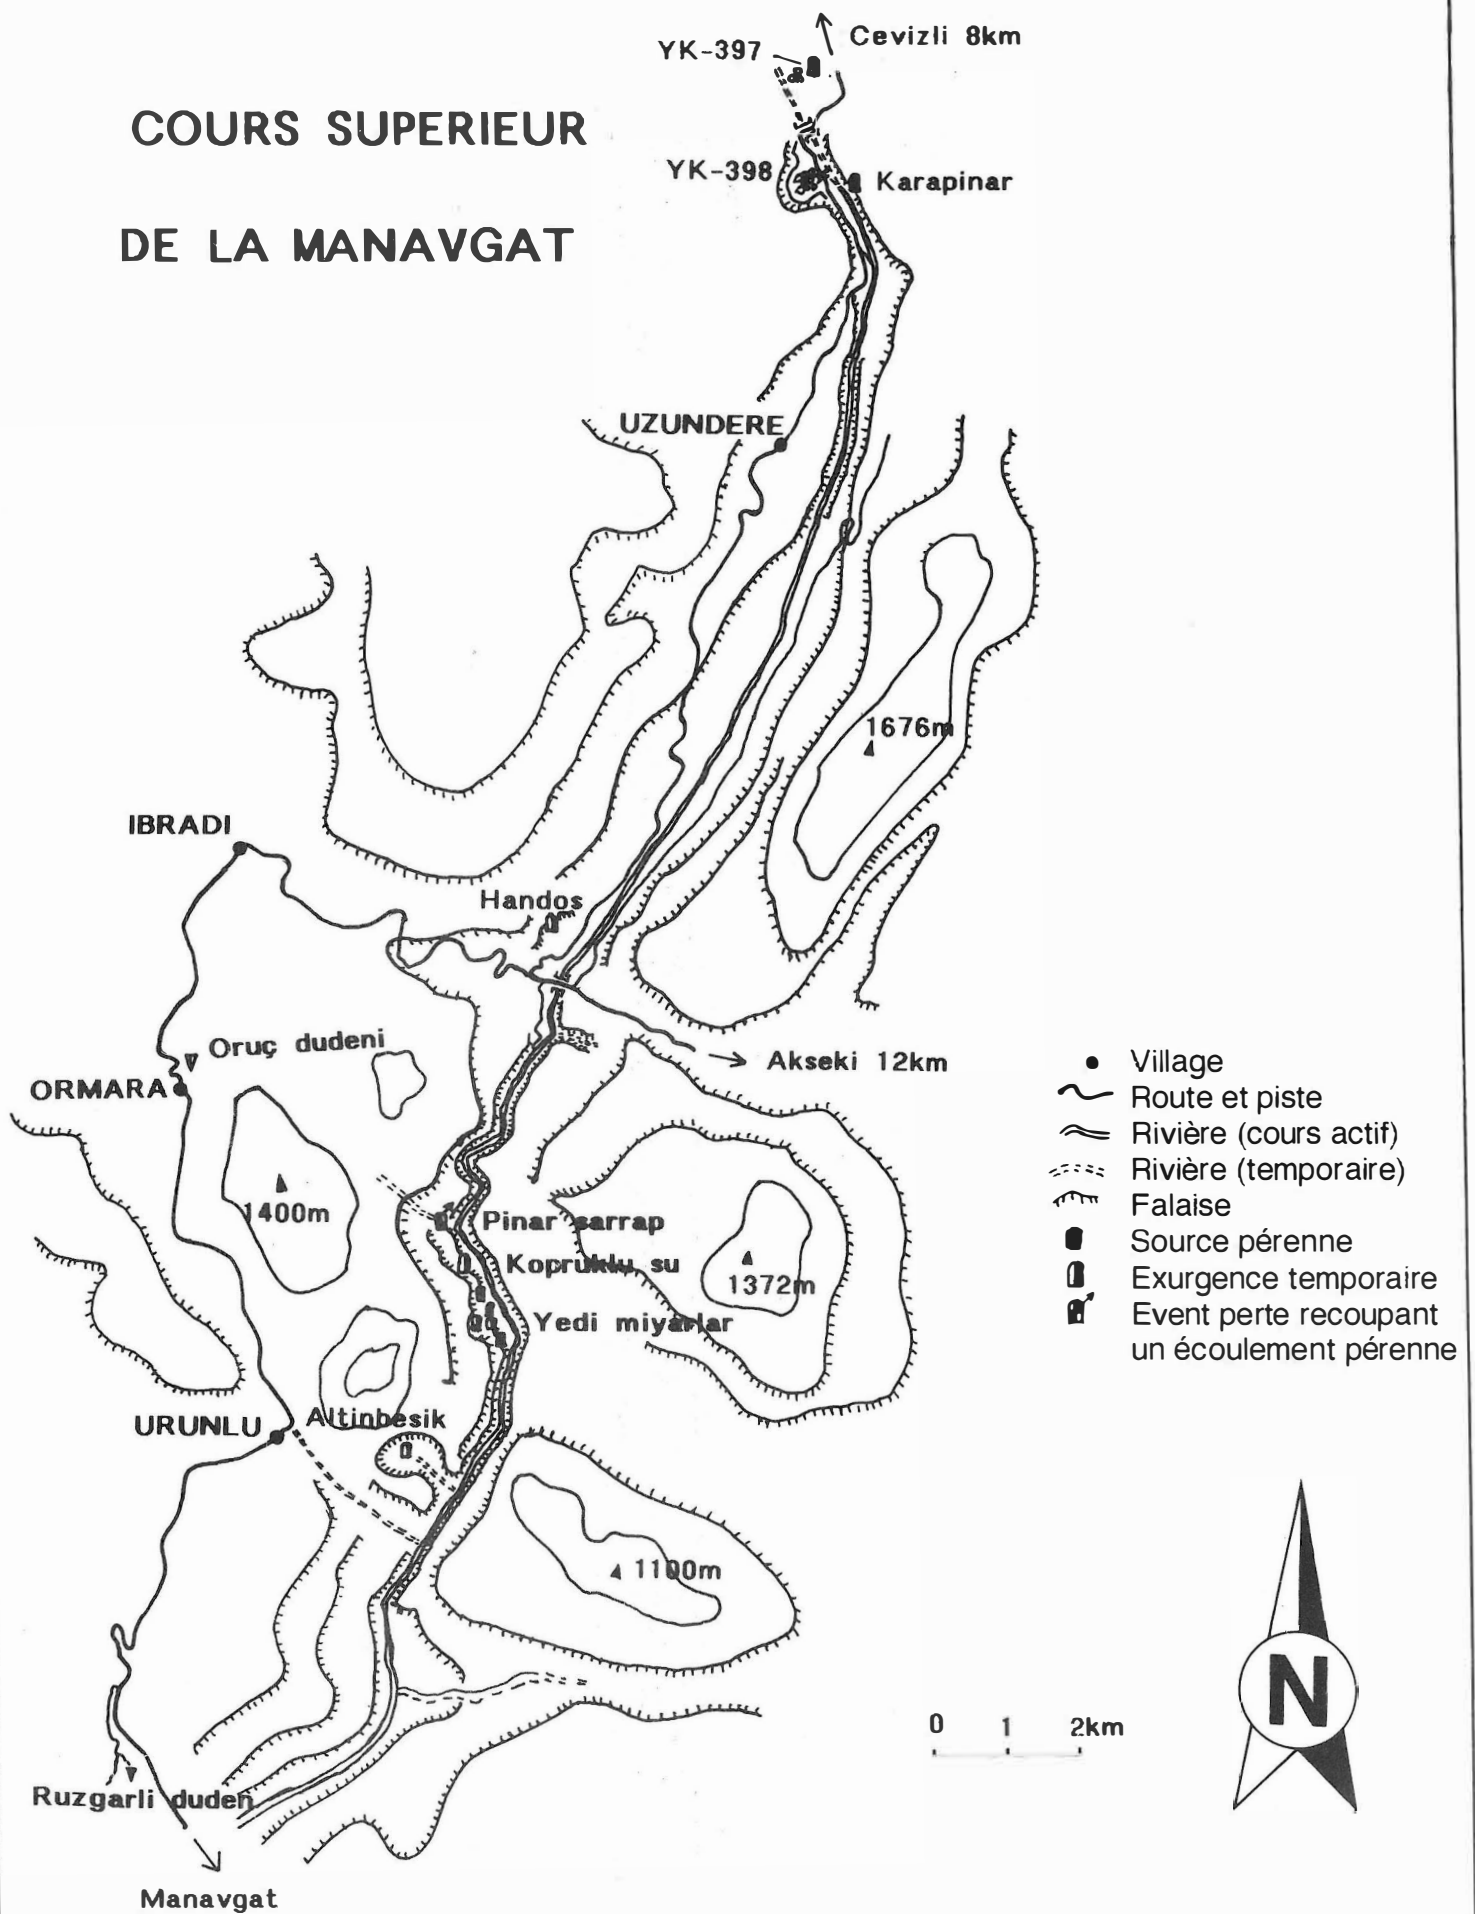 COURS SUPERIEUR
DE LA MANAVGAT
Cevizli 8km
YK-397
YK-398
Karapinar
UZUNDERE
1676m
IBRADI
Handos
Oruç dudeni
Akseki 12km
ORMARA
1400m
Pinar sarrap
Kopruklu su
1372m
Yedi miyarlar
URUNLU
Altinbesik
1100m
Ruzgarli duden
Manavgat
Village
Route et piste
Rivière (cours actif)
Rivière (temporaire)
Falaise
Source pérenne
Exurgence temporaire
Event perte recoupant
un écoulement pérenne
N
0 1 2km